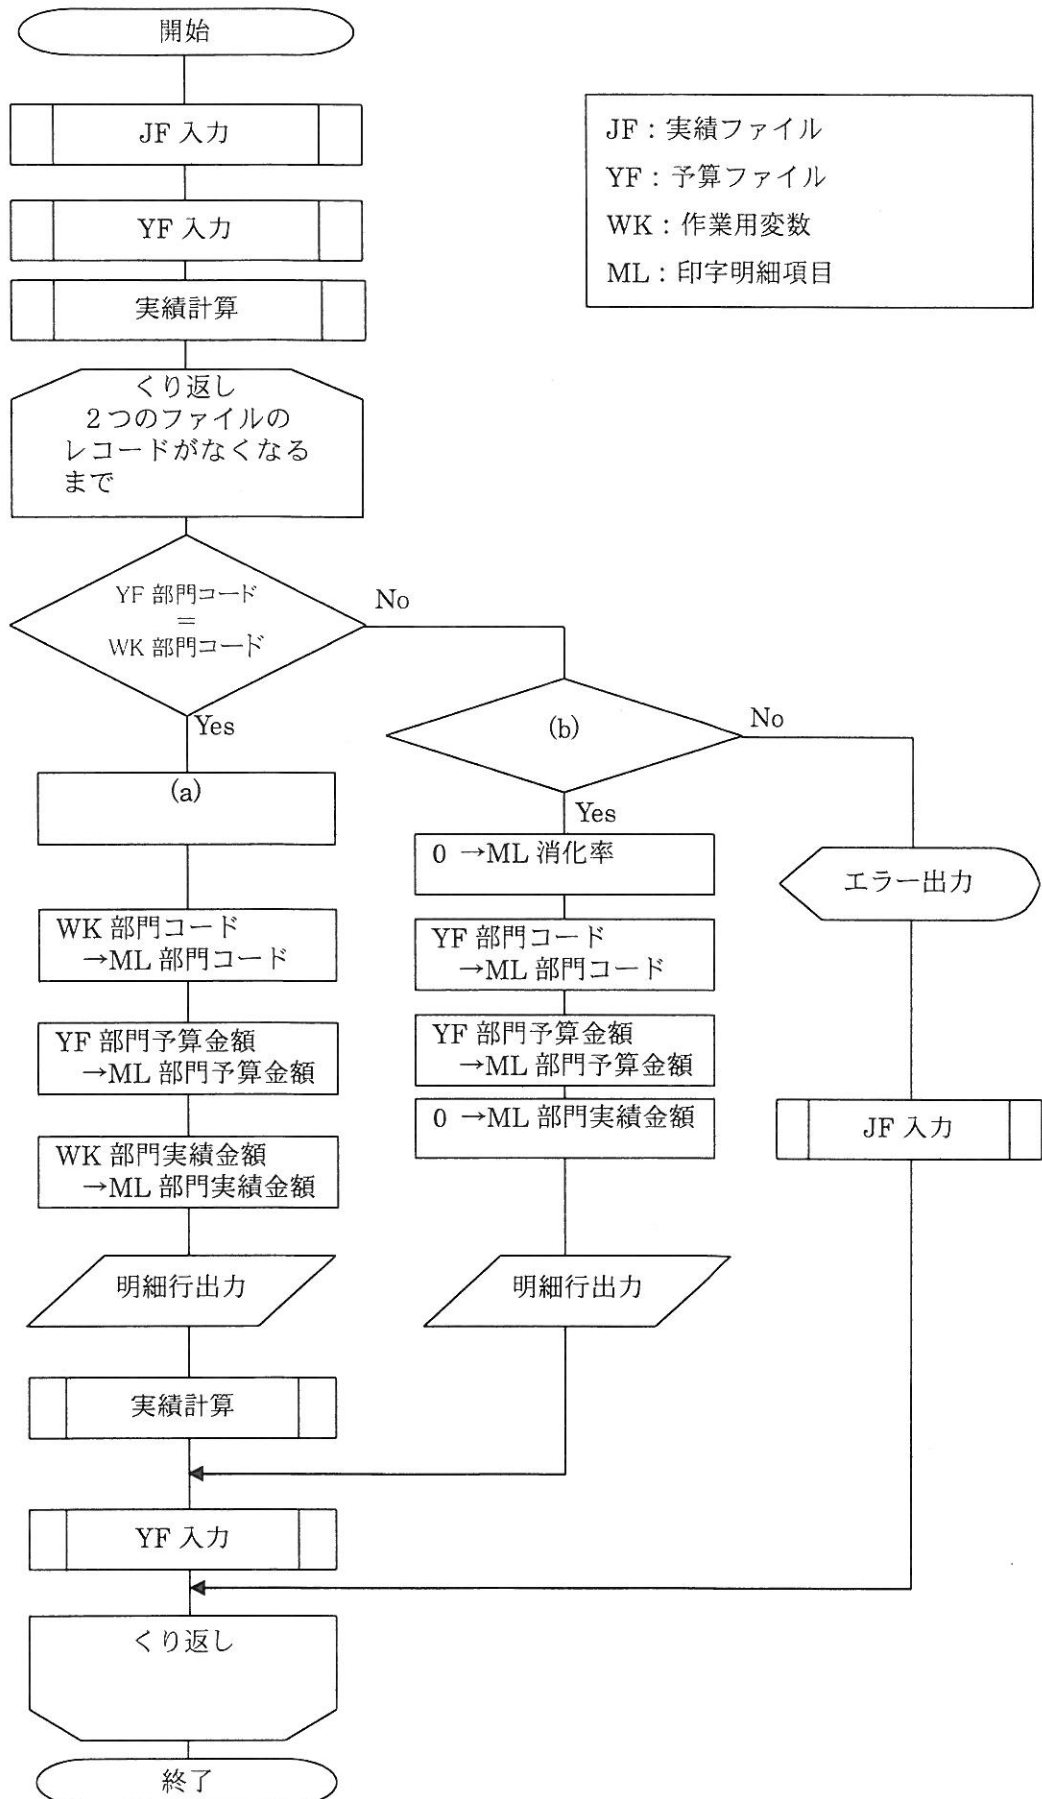 開始
JF 入力
YF 入力
実績計算
JF：実績ファイル
YF：予算ファイル
WK：作業用変数
ML：印字明細項目
くり返し
２つのファイルの
レコードがなくなる
まで
YF 部門コード
＝
WK 部門コード
No
Yes
(b)
No
Yes
(a)
WK 部門コード
→ML 部門コード
YF 部門予算金額
→ML 部門予算金額
WK 部門実績金額
→ML 部門実績金額
明細行出力
実績計算
0 →ML 消化率
YF 部門コード
→ML 部門コード
YF 部門予算金額
→ML 部門予算金額
0 →ML 部門実績金額
明細行出力
エラー出力
JF 入力
YF 入力
くり返し
終了